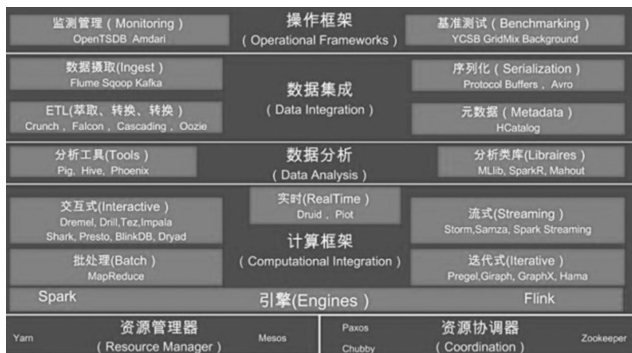 监测管理 ( Monitoring )
OpenTSDB Amdari
操作框架
( Operational Frameworks )
基准测试 ( Benchmarking )
YCSB GridMix Background
数据摄取(Ingest )
Flume Sqoop Kafka
数据集成
( Data Integration )
序列化 ( Serialization )
Protocol Buffers , Avro
ETL(萃取、转换、转换 )
Crunch , Falcon , Cascading , Oozie
元数据 ( Metadata )
HCatalog
分析工具(Tools )
Pig, Hive, Phoenix
数据分析
( Data Analysis )
分析类库(Libraires )
MLlib, SparkR, Mahout
交互式(Interactive)
Dremel, Drill,Tez,Impala
Shark, Presto, BlinkDB, Dryad
实时(RealTime )
Druid , Piot
流式(Streaming )
Storm,Samza, Spark Streaming
计算框架
( Computational Integration )
批处理(Batch )
MapReduce
迭代式(Iterative )
Pregel,Giraph, GraphX, Hama
Spark
引擎(Engines )
Flink
Yarn
资源管理器
( Resource Manager )
Mesos
Paxos
Chubby
资源协调器
( Coordination )
Zookeeper